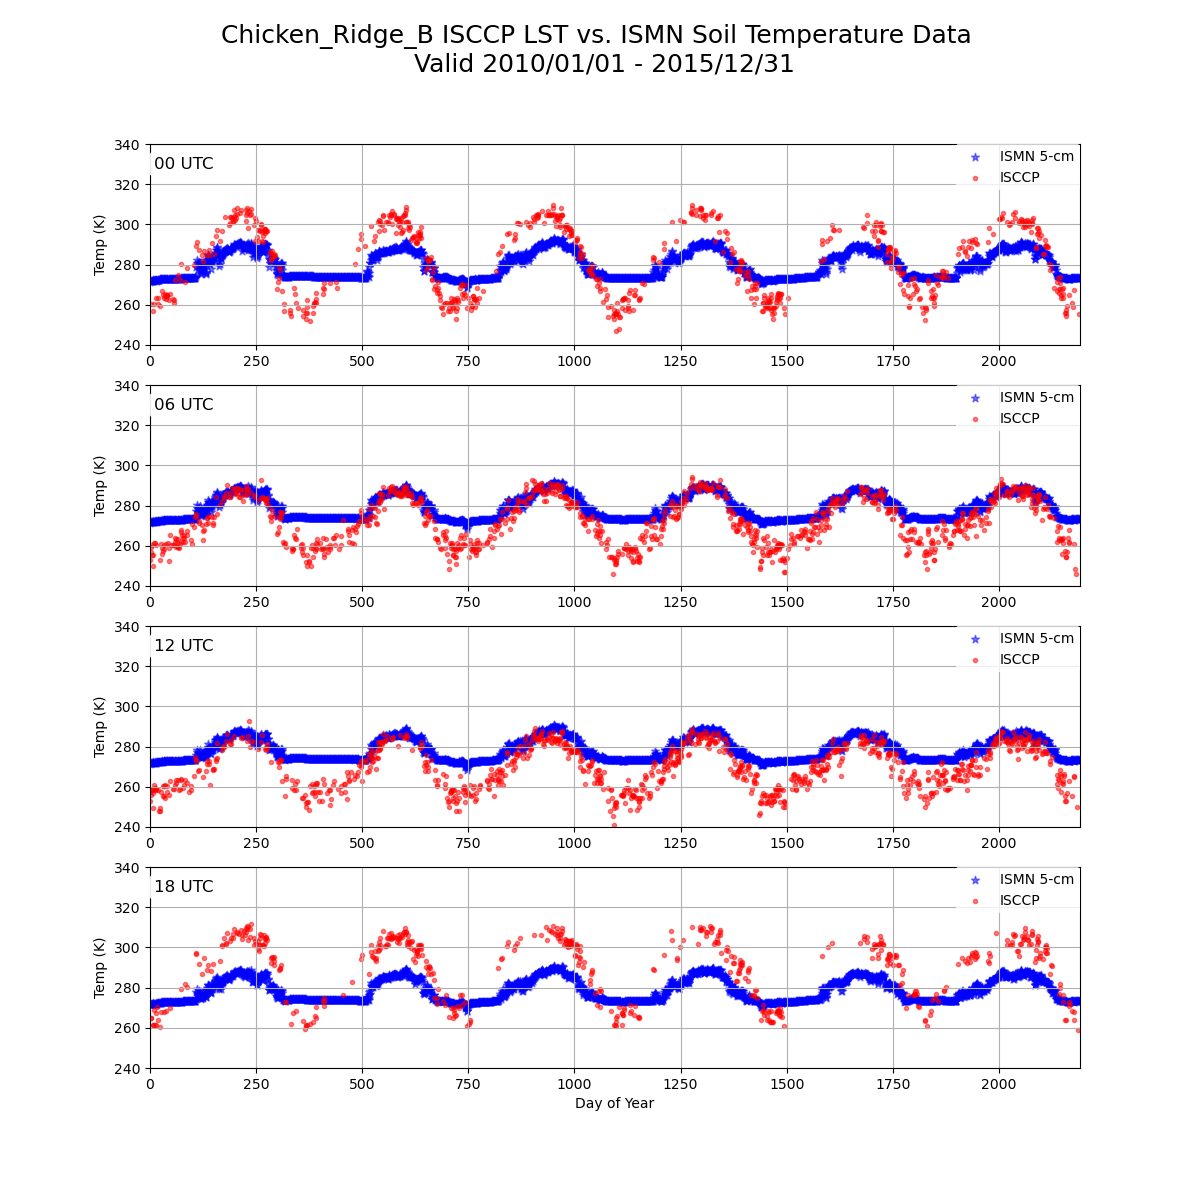 Chicken_Ridge_B ISCCP LST vs. ISMN Soil Temperature Data
Valid 2010/01/01 - 2015/12/31
340
320
300
280
260
240
Temp (K)
00 UTC
ISMN 5-cm
ISCCP
0 250 500 750 1000 1250 1500 1750 2000
340
320
300
280
260
240
Temp (K)
06 UTC
ISMN 5-cm
ISCCP
0 250 500 750 1000 1250 1500 1750 2000
340
320
300
280
260
240
Temp (K)
12 UTC
ISMN 5-cm
ISCCP
0 250 500 750 1000 1250 1500 1750 2000
340
320
300
280
260
240
Temp (K)
18 UTC
ISMN 5-cm
ISCCP
0 250 500 750 1000 1250 1500 1750 2000
Day of Year